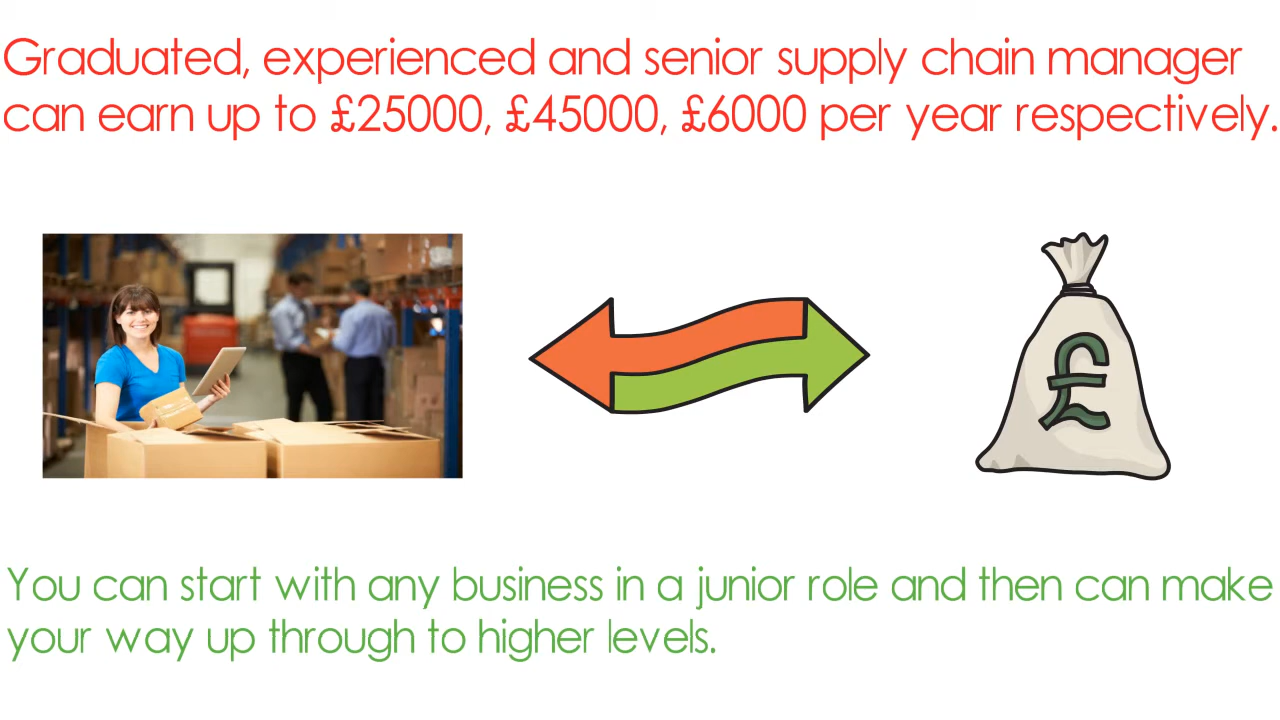 Graduated, experienced and senior supply chain manager
can earn up to £25000, £45000, £6000 per year respectively.
£
You can start with any business in a junior role and then can make
your way up through to higher levels.